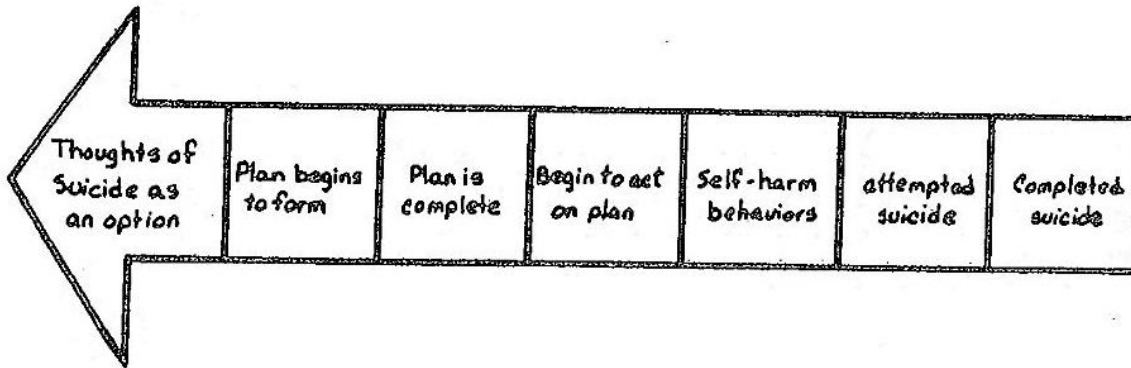 Thoughts of
Suicide as
an option
Plan begins
to form
Plan is
complete
Begin to act
on plan
Self-harm
behaviors
attempted
suicide
Completed
suicide